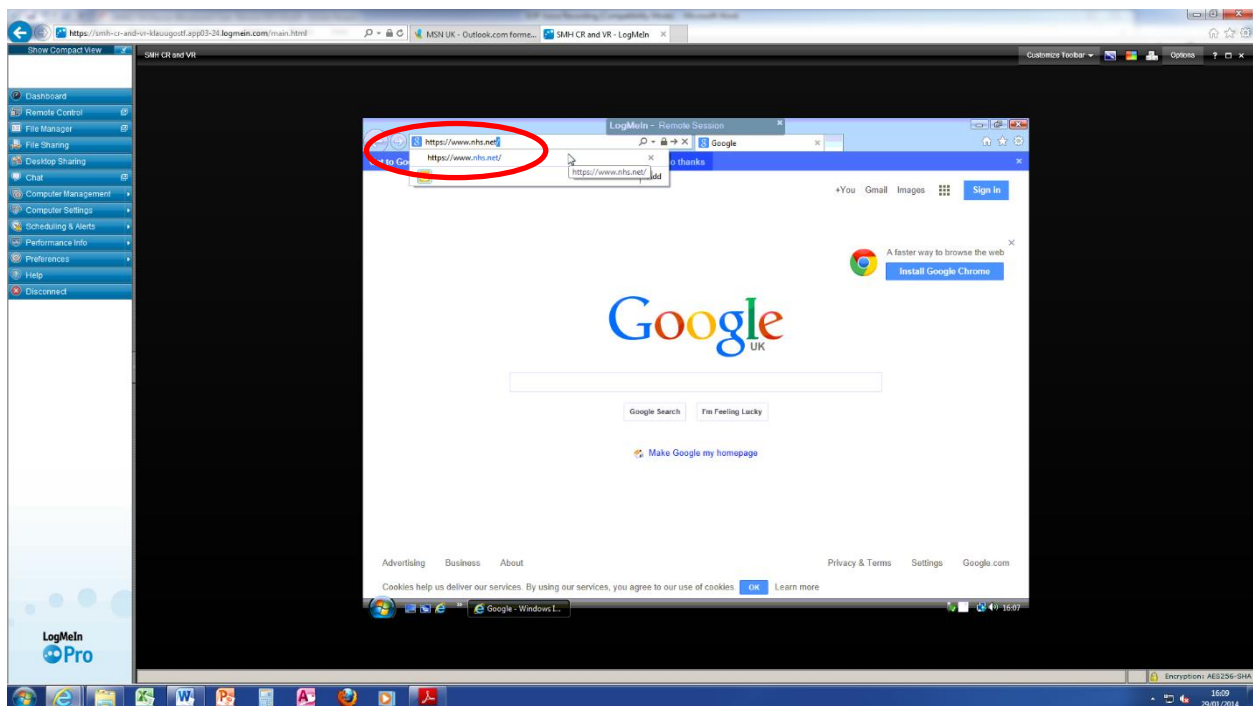 https://smh-cr-and-vr-klauugostf.app03-24.logmein.com/main.html
MSN UK - Outlook.com forme...
SMH CR and VR - LogMeIn
Show Compact View
SMH CR and VR
Customize Toolbar
Options
Dashboard
Remote Control
File Manager
File Sharing
Desktop Sharing
Chat
Computer Management
Computer Settings
Scheduling & Alerts
Performance Info
Preferences
Help
Disconnect
LogMeIn - Remote Session
https://www.nhs.net/
Google
https://www.nhs.net/
o thanks
https://www.nhs.net/
+You Gmail Images
Sign in
A faster way to browse the web
Install Google Chrome
Google
UK
Google Search
I'm Feeling Lucky
Make Google my homepage
Advertising Business About
Privacy & Terms Settings Google.com
Cookies help us deliver our services. By using our services, you agree to our use of cookies. OK Learn more
Google - Windows I...
16:07
LogMeIn
Pro
Encryption: AES256-SHA
16:09
29/01/2014